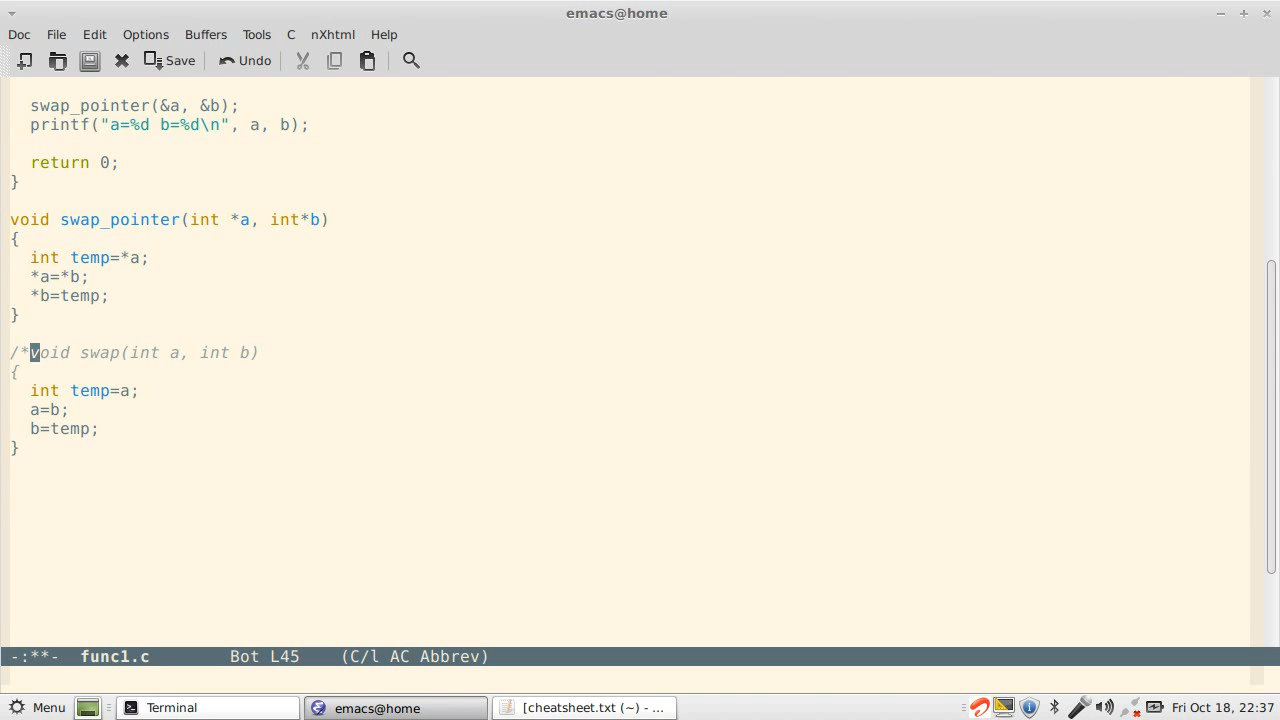 emacs@home
Doc File Edit Options Buffers Tools C nXhtml Help
Save Undo
swap_pointer(&a, &b);
printf("a=%d b=%d\n", a, b);
return 0;
}
void swap_pointer(int *a, int*b)
{
int temp=*a;
*a=*b;
*b=temp;
}
/*void swap(int a, int b)
{
int temp=a;
a=b;
b=temp;
}
-:**- func1.c Bot L45 (C/l AC Abbrev)
Menu Terminal emacs@home [cheatsheet.txt (~) - ... Fri Oct 18, 22:37